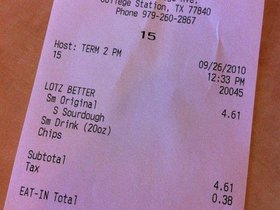 College Station, TX 77840
Phone 979-260-2867
15
Host: TERM 2 PM 09/26/2010
15 12:33 PM
20045
LOTZ BETTER
Sm Original 4.61
S Sourdough
Sm Drink (20oz)
Chips
Subtotal 4.61
Tax 0.38
EAT-IN Total